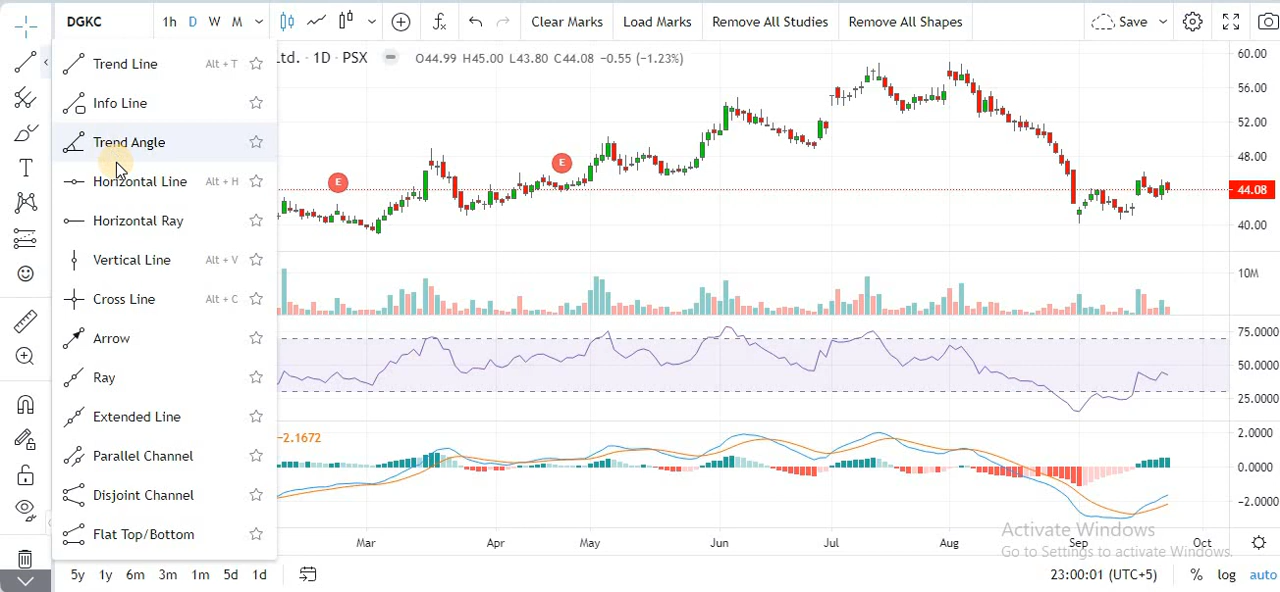 DGKC 1h D W M Clear Marks Load Marks Remove All Studies Remove All Shapes Save
Ltd. · 1D · PSX O44.99 H45.00 L43.80 C44.08 −0.55 (−1.23%)
Trend Line Alt + T
Info Line
Trend Angle
Horizontal Line Alt + H
Horizontal Ray
Vertical Line Alt + V
Cross Line Alt + C
Arrow
Ray
Extended Line
Parallel Channel
Disjoint Channel
Flat Top/Bottom
E
E
60.00
56.00
52.00
48.00
44.08
40.00
10M
75.0000
50.0000
25.0000
−2.1672
2.0000
0.0000
−2.0000
Mar Apr May Jun Jul Aug Sep Oct
Activate Windows
Go to Settings to activate Windows.
5y 1y 6m 3m 1m 5d 1d 23:00:01 (UTC+5) % log auto